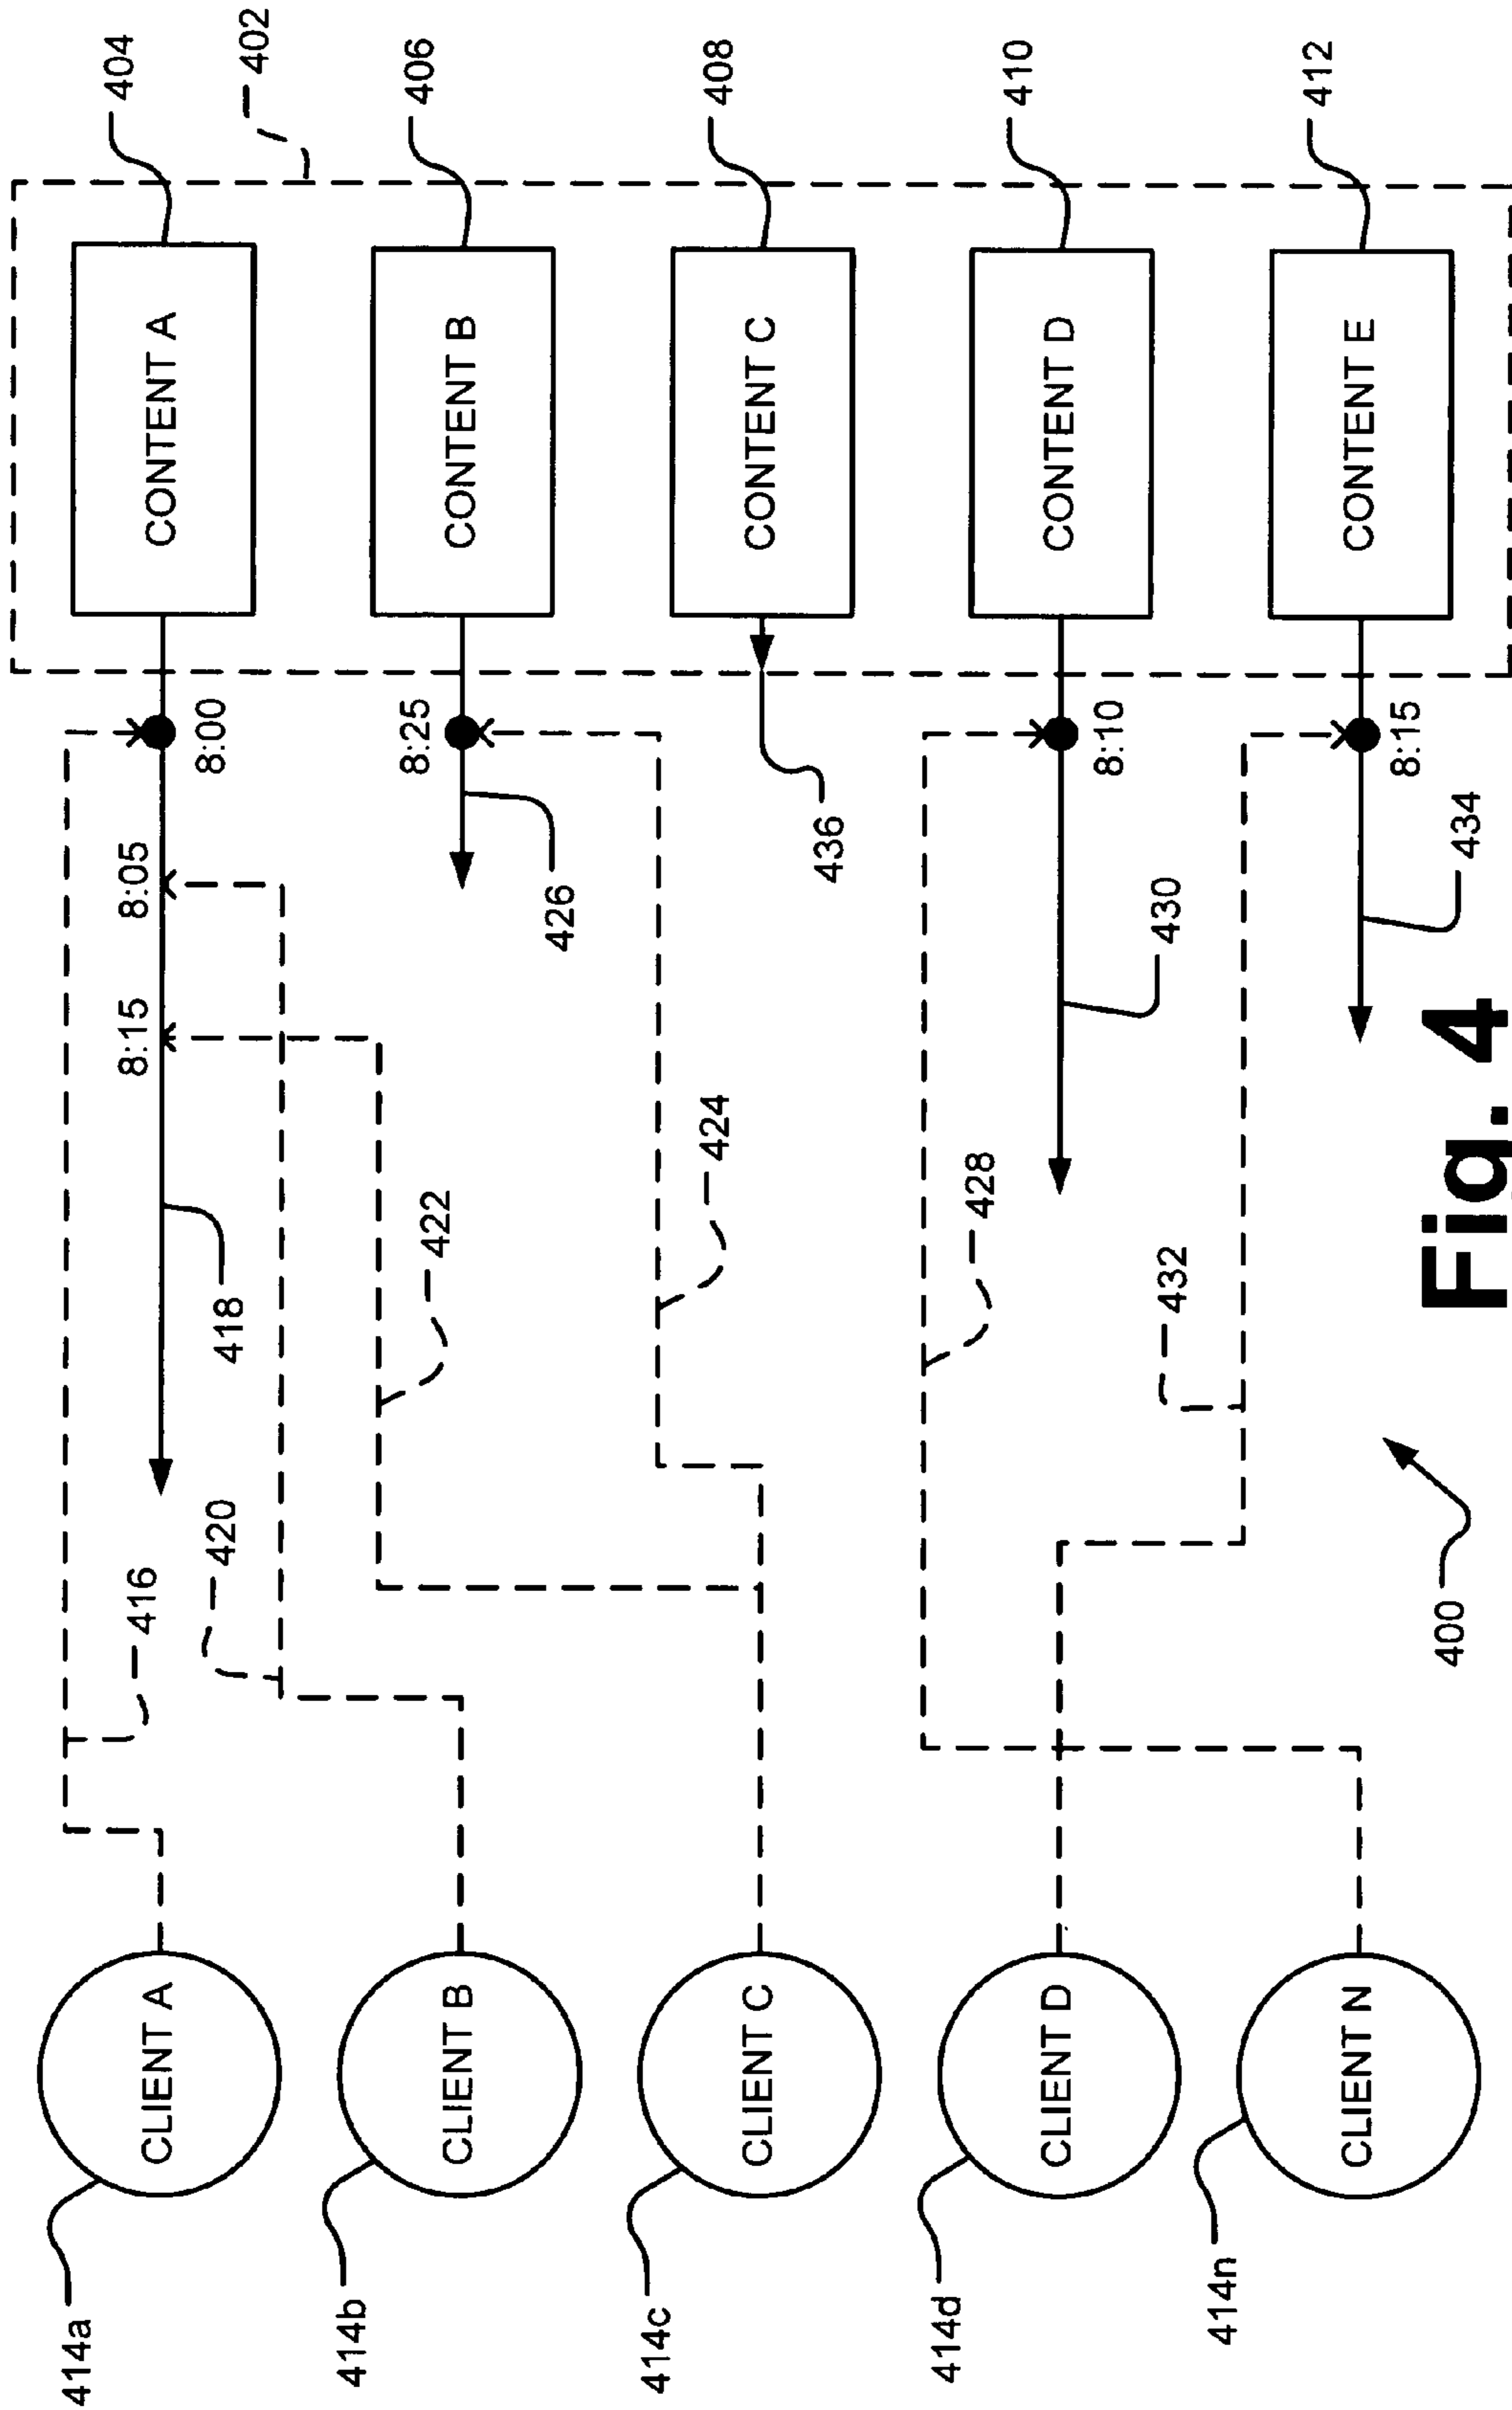 402
404
CONTENT A
406
CONTENT B
408
CONTENT C
410
CONTENT D
412
CONTENT E
8:00
8:05
8:15
8:25
8:10
8:15
416
418
420
422
424
426
428
430
432
434
436
CLIENT A
414a
CLIENT B
414b
CLIENT C
414c
CLIENT D
414d
CLIENT N
414n
400
Fig. 4